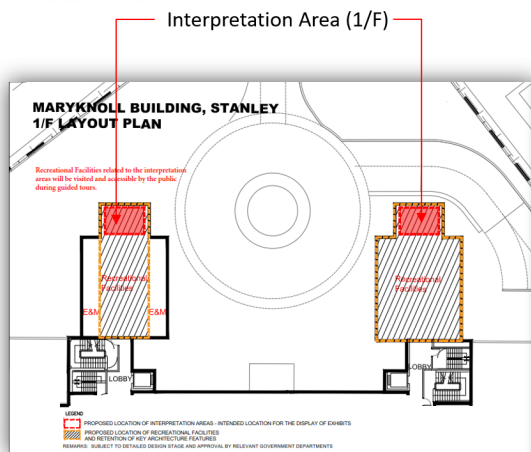 Interpretation Area (1/F)
MARYKNOLL BUILDING, STANLEY
1/F LAYOUT PLAN
Recreational Facilities related to the interpretation
areas will be visited and accessible by the public
during guided tours.
Recreational
Facilities
Recreational
Facilities
E&M
E&M
LOBBY
LOBBY
LEGEND
PROPOSED LOCATION OF INTERPRETATION AREAS - INTENDED LOCATION FOR THE DISPLAY OF EXHIBITS
PROPOSED LOCATION OF RECREATIONAL FACILITIES
AND RETENTION OF KEY ARCHITECTURE FEATURES
REMARKS: SUBJECT TO DETAILED DESIGN STAGE AND APPROVAL BY RELEVANT GOVERNMENT DEPARTMENTS